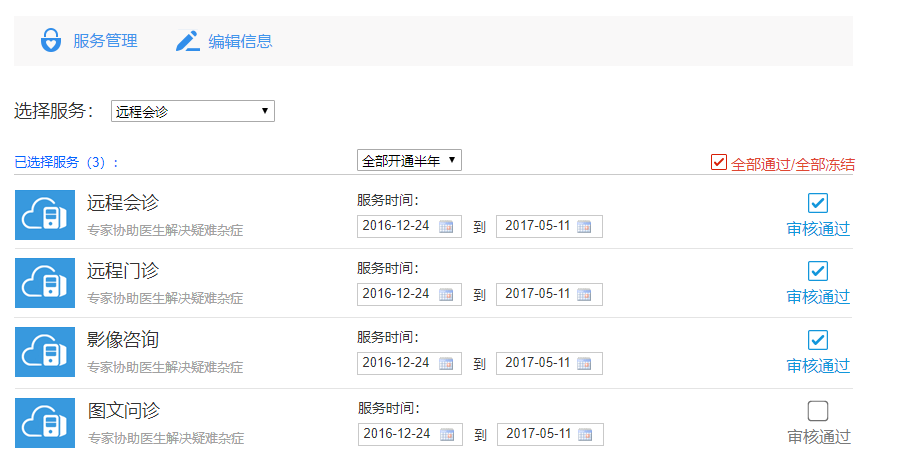 服务管理 编辑信息
选择服务： 远程会诊
已选择服务（3）： 全部开通半年 全部通过/全部冻结
远程会诊 服务时间：
专家协助医生解决疑难杂症 2016-12-24 到 2017-05-11 审核通过
远程门诊 服务时间：
专家协助医生解决疑难杂症 2016-12-24 到 2017-05-11 审核通过
影像咨询 服务时间：
专家协助医生解决疑难杂症 2016-12-24 到 2017-05-11 审核通过
图文问诊 服务时间：
专家协助医生解决疑难杂症 2016-12-24 到 2017-05-11 审核通过